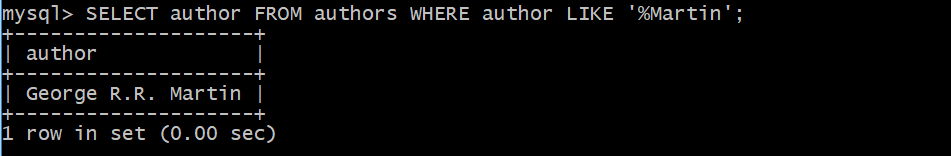 mysql> SELECT author FROM authors WHERE author LIKE '%Martin';
+--------------------+
| author             |
+--------------------+
| George R.R. Martin |
+--------------------+
1 row in set (0.00 sec)